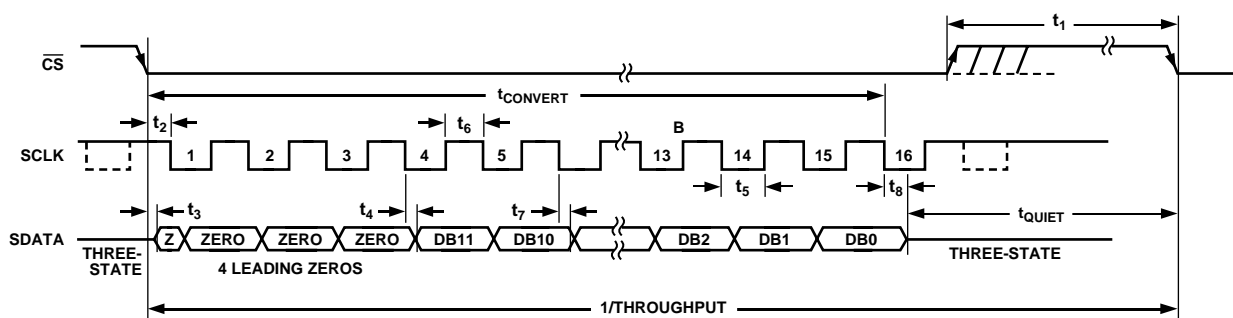 t1
CS
tCONVERT
t2
t6
B
SCLK
1
2
3
4
5
13
14
15
16
t5
t8
t3
t4
t7
tQUIET
SDATA
Z
ZERO
ZERO
ZERO
DB11
DB10
DB2
DB1
DB0
THREE-
STATE
4 LEADING ZEROS
THREE-STATE
1/THROUGHPUT